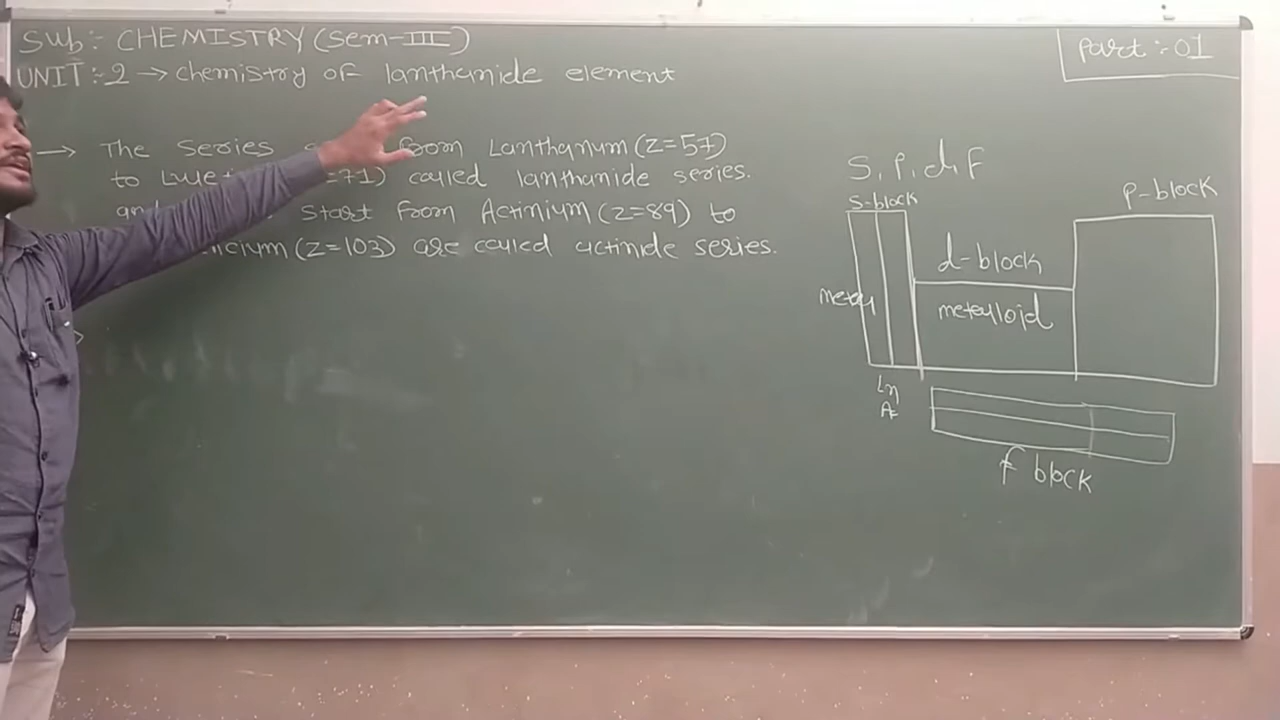 Sub:- CHEMISTRY (Sem-III)
UNIT:-2 → chemistry of lanthanide element
Part:-01
→ The series from Lanthanum (z=57)
to =71) called lanthanide series.
and start from Actinium (z=89) to
(z=103) are called actinide series.
S, P, d, F
s-block
p-block
d-block
metalloid
Ln
f block